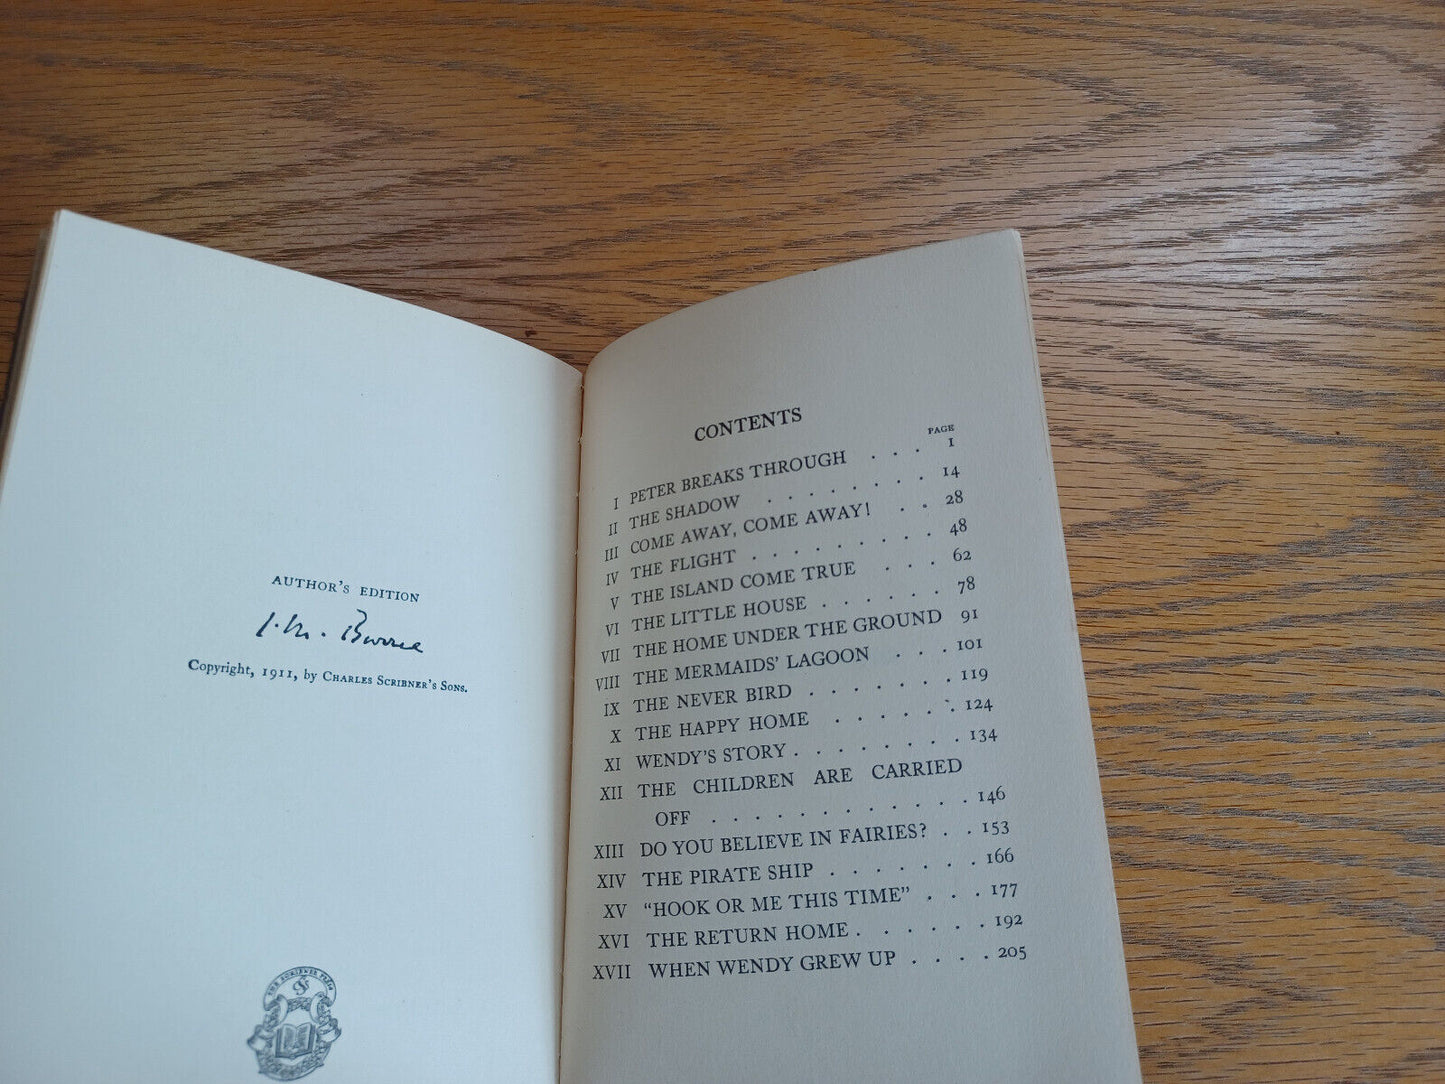 AUTHOR'S EDITION
J. M. Barrie
Copyright, 1911, by CHARLES SCRIBNER'S SONS.
THE SCRIBNER PRESS
CONTENTS
PAGE
I PETER BREAKS THROUGH . . . 1
II THE SHADOW . . . . . . . . 14
III COME AWAY, COME AWAY! . . 28
IV THE FLIGHT . . . . . . . . . 48
V THE ISLAND COME TRUE . . . 62
VI THE LITTLE HOUSE . . . . . . 78
VII THE HOME UNDER THE GROUND 91
VIII THE MERMAIDS' LAGOON . . . 101
IX THE NEVER BIRD . . . . . . . 119
X THE HAPPY HOME . . . . . . 124
XI WENDY'S STORY . . . . . . . . 134
XII THE CHILDREN ARE CARRIED
OFF . . . . . . . . . . . . 146
XIII DO YOU BELIEVE IN FAIRIES? . . 153
XIV THE PIRATE SHIP . . . . . . 166
XV "HOOK OR ME THIS TIME" . . . 177
XVI THE RETURN HOME . . . . . . 192
XVII WHEN WENDY GREW UP . . . . 205